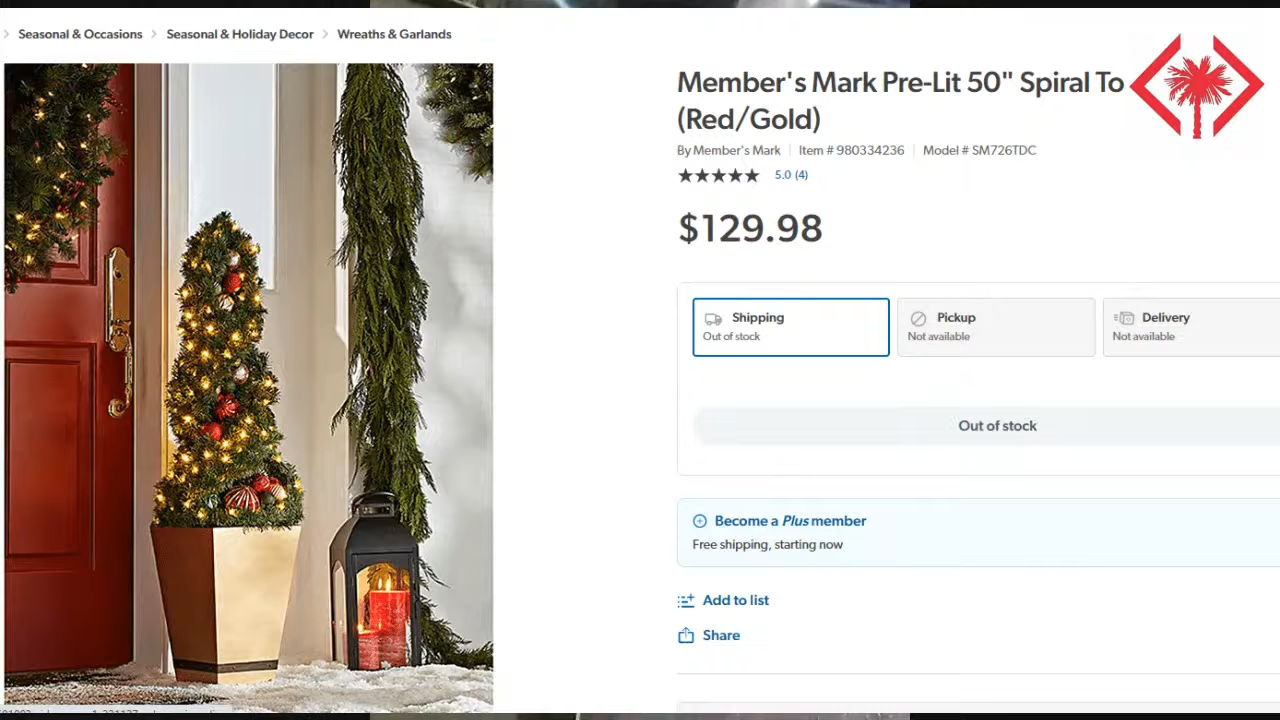 Seasonal & Occasions > Seasonal & Holiday Decor > Wreaths & Garlands
Member's Mark Pre-Lit 50" Spiral To
(Red/Gold)
By Member's Mark | Item # 980334236 | Model # SM726TDC
5.0 (4)
$129.98
Shipping
Out of stock
Pickup
Not available
Delivery
Not available
Out of stock
Become a Plus member
Free shipping, starting now
Add to list
Share